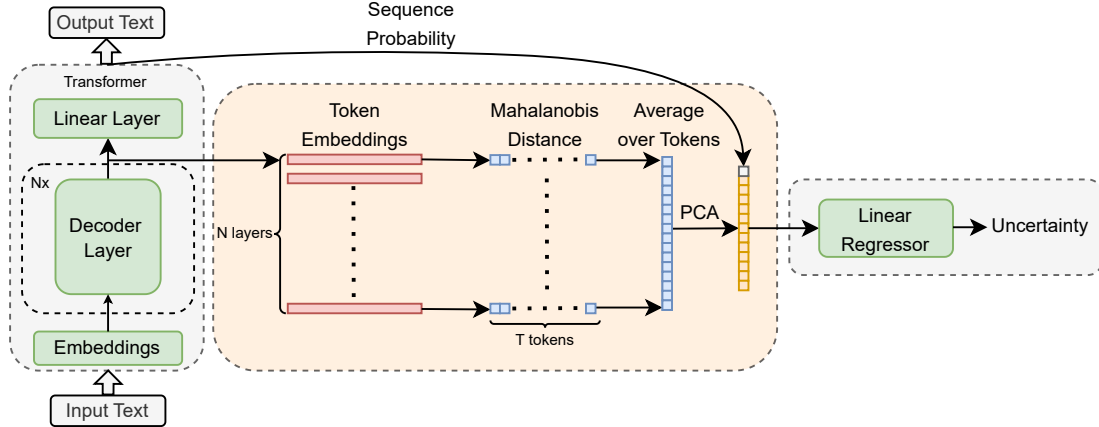 Output Text
Sequence
Probability
Transformer
Linear Layer
Nx
Decoder
Layer
Embeddings
Input Text
Token
Embeddings
N layers
Mahalanobis
Distance
T tokens
Average
over Tokens
PCA
Linear
Regressor
Uncertainty